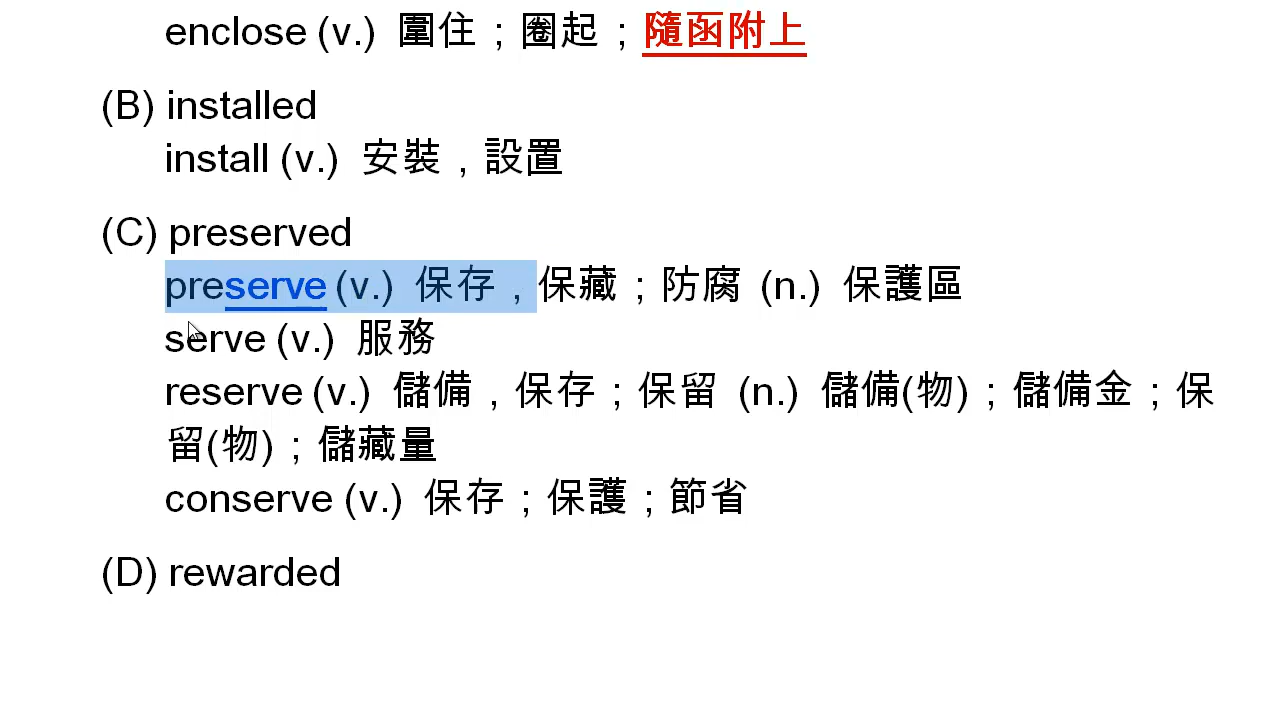 enclose (v.) 圍住；圈起；隨函附上
(B) installed
install (v.) 安裝，設置
(C) preserved
preserve (v.) 保存，保藏；防腐 (n.) 保護區
serve (v.) 服務
reserve (v.) 儲備，保存；保留 (n.) 儲備(物)；儲備金；保
留(物)；儲藏量
conserve (v.) 保存；保護；節省
(D) rewarded